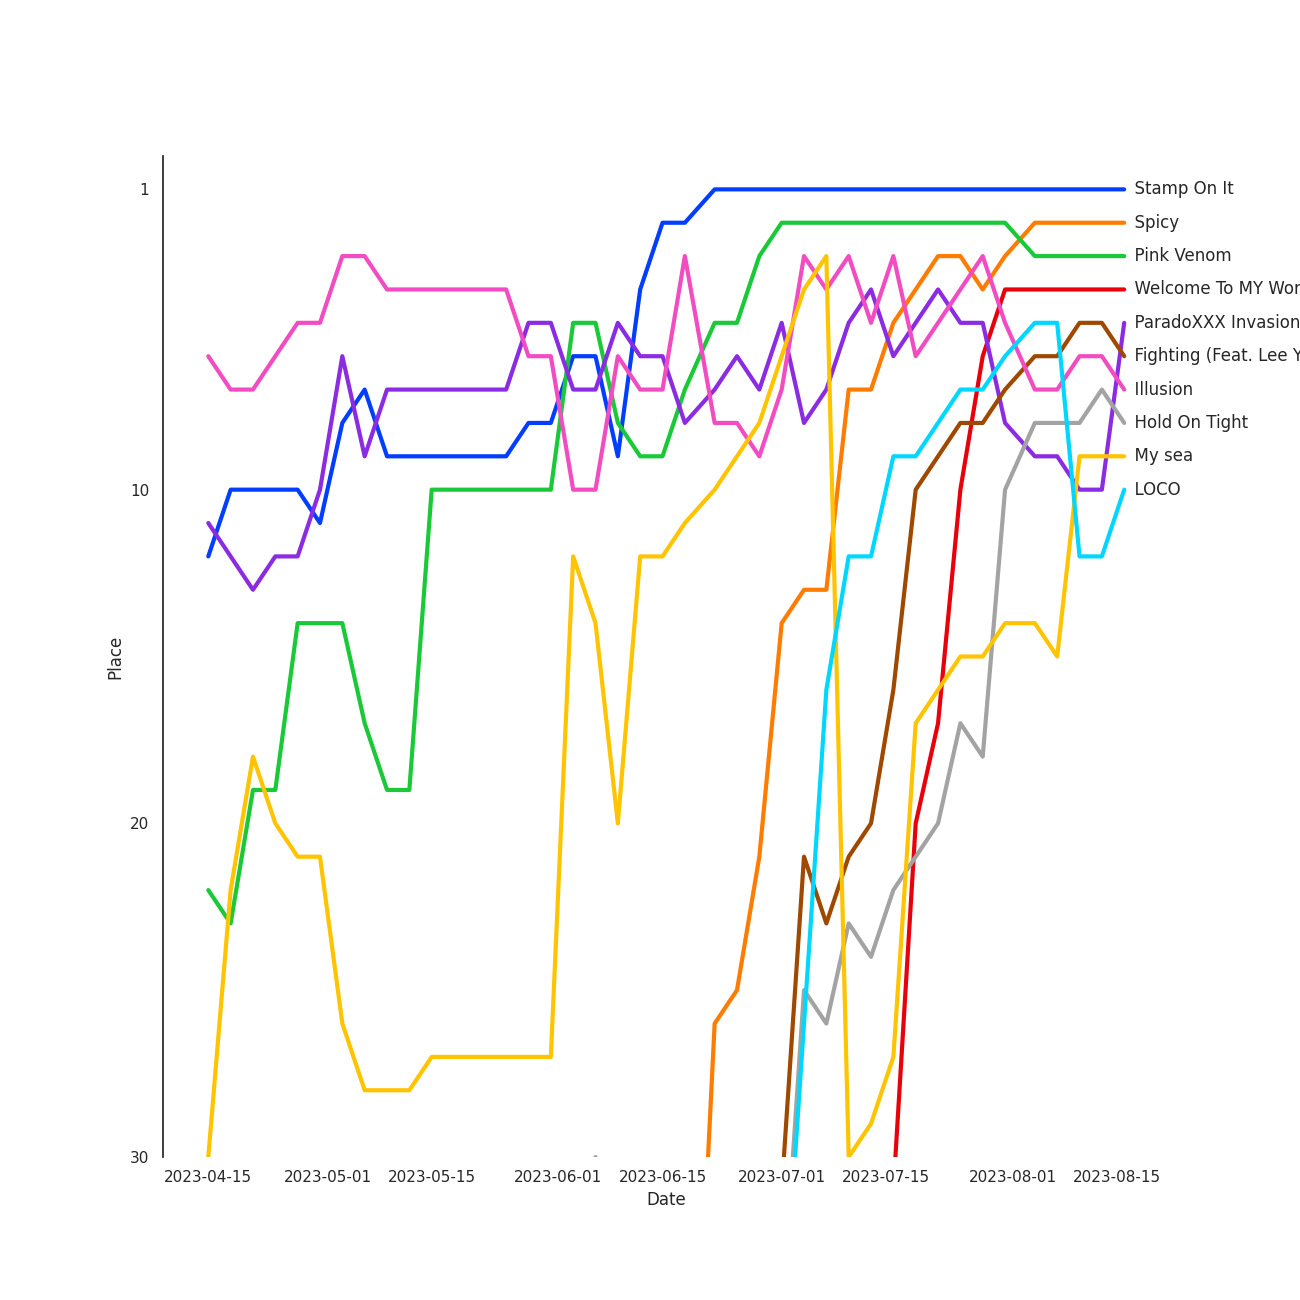 1
10
20
30
Place
2023-04-15
2023-05-01
2023-05-15
2023-06-01
2023-06-15
2023-07-01
2023-07-15
2023-08-01
2023-08-15
Date
Stamp On It
Spicy
Pink Venom
Welcome To MY Wor
ParadoXXX Invasion
Fighting (Feat. Lee Y
Illusion
Hold On Tight
My sea
LOCO